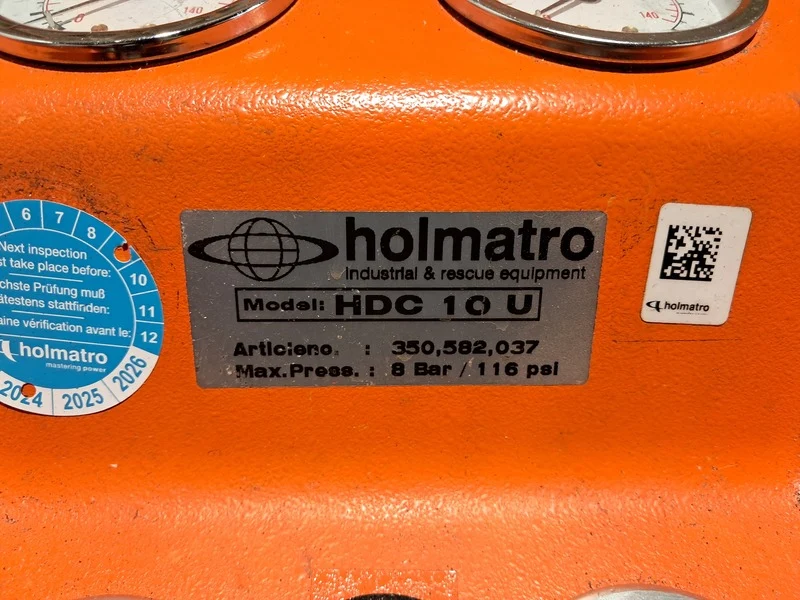 0
140
140
6
7
8
10
11
12
Next inspection
st take place before:
chste Prüfung muß
ätestens stattfinden:
aine vérification avant le:
holmatro
mastering power
2024
2025
2026
holmatro
industrial & rescue equipment
Model: HDC 10 U
Articleno. : 350,582,037
Max.Press. : 8 Bar / 116 psi
holmatro